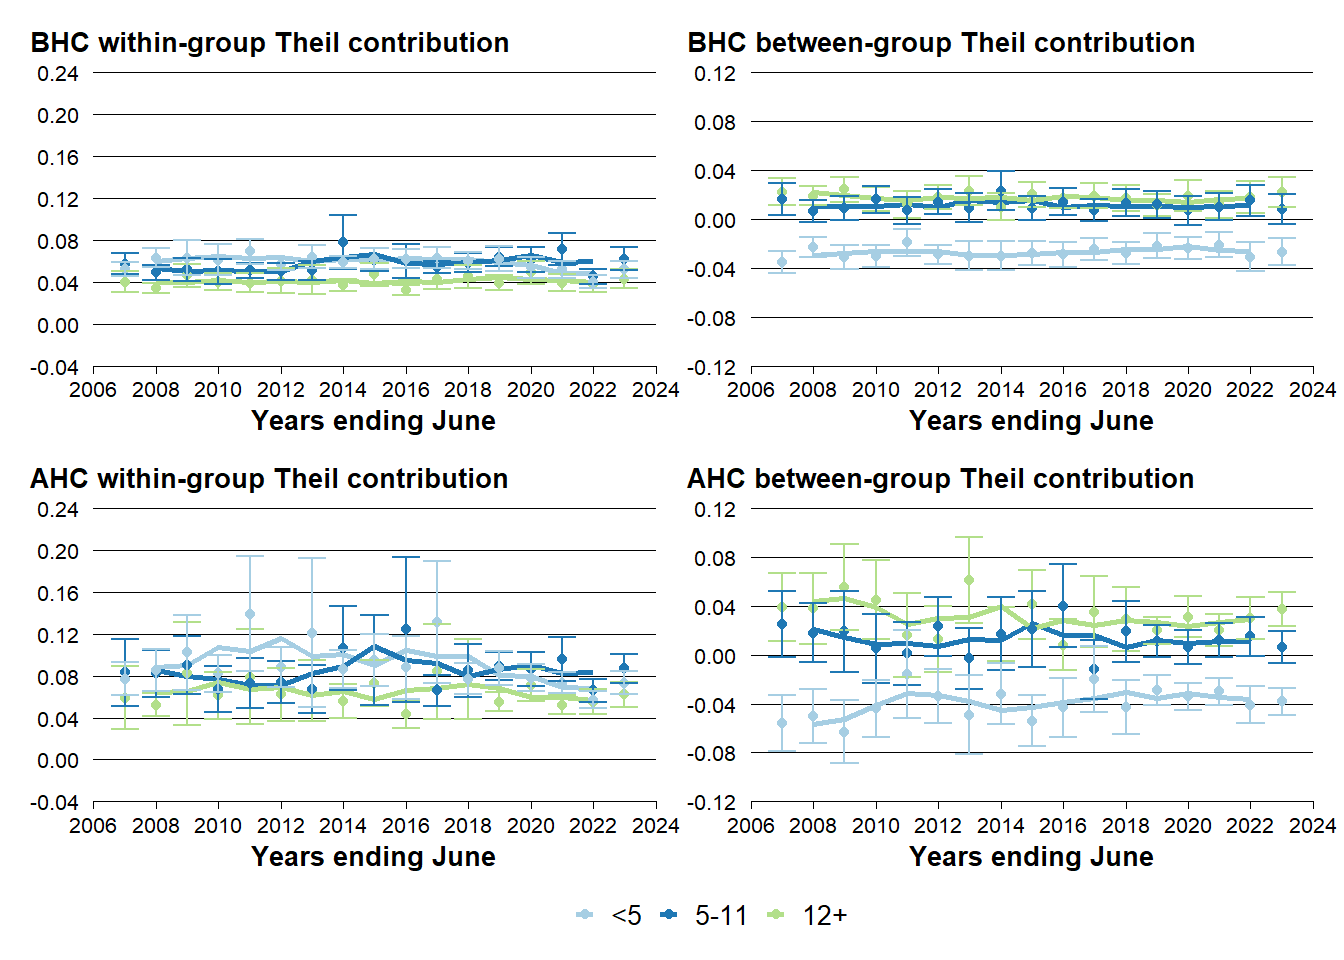 BHC within-group Theil contribution
0.24
0.20
0.16
0.12
0.08
0.04
0.00
-0.04
2006 2008 2010 2012 2014 2016 2018 2020 2022 2024
Years ending June
BHC between-group Theil contribution
0.12
0.08
0.04
0.00
-0.04
-0.08
-0.12
2006 2008 2010 2012 2014 2016 2018 2020 2022 2024
Years ending June
AHC within-group Theil contribution
0.24
0.20
0.16
0.12
0.08
0.04
0.00
-0.04
2006 2008 2010 2012 2014 2016 2018 2020 2022 2024
Years ending June
AHC between-group Theil contribution
0.12
0.08
0.04
0.00
-0.04
-0.08
-0.12
2006 2008 2010 2012 2014 2016 2018 2020 2022 2024
Years ending June
<5 5-11 12+